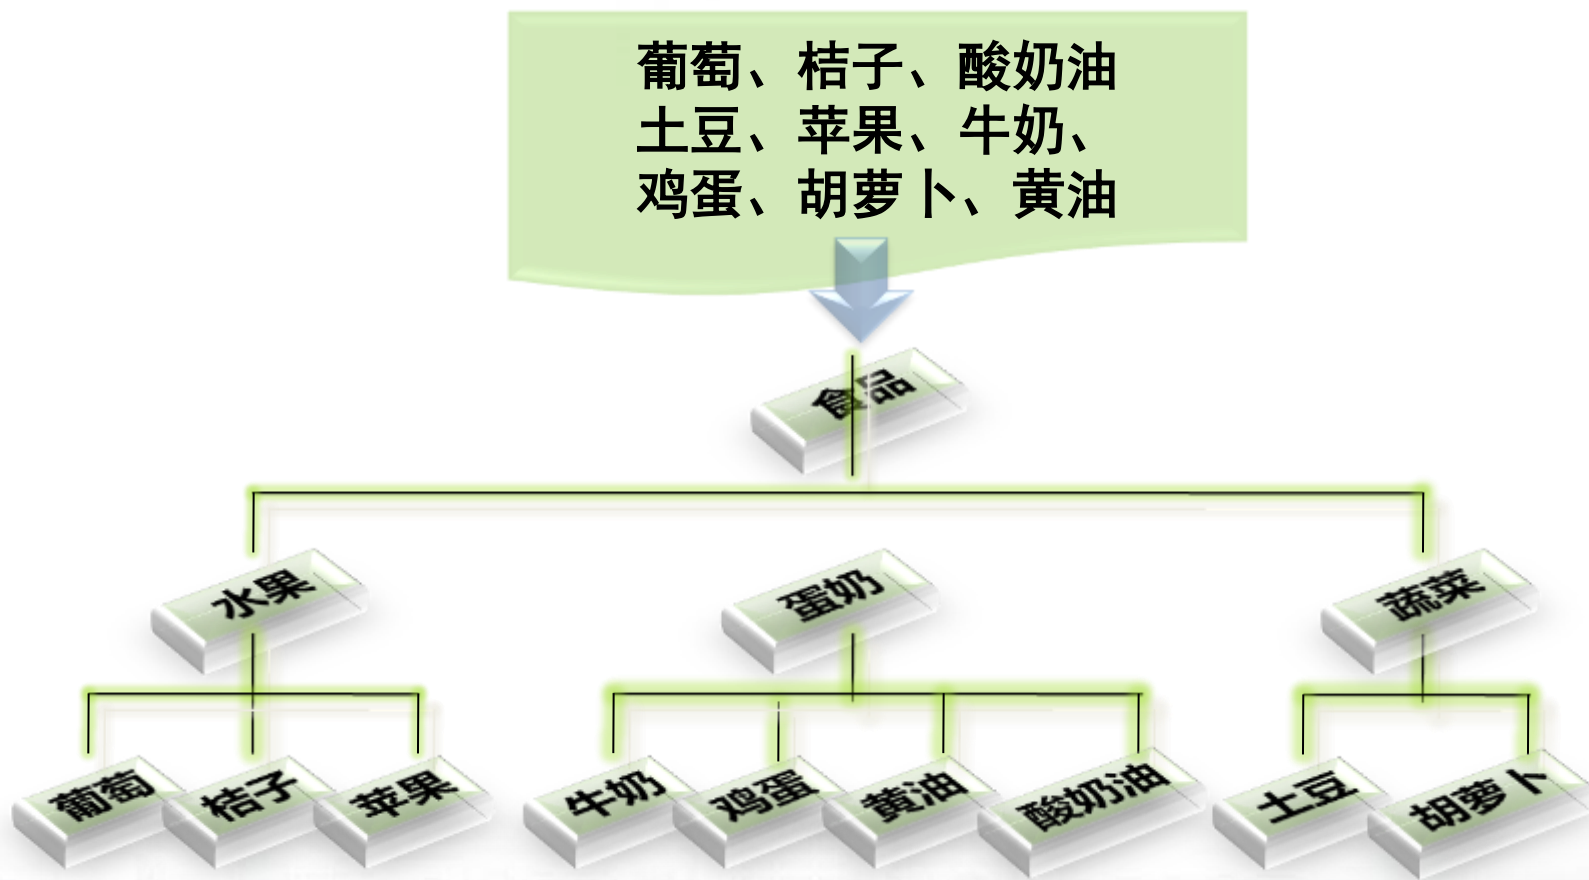 葡萄、桔子、酸奶油
土豆、苹果、牛奶、
鸡蛋、胡萝卜、黄油
食品
水果
蛋奶
蔬菜
葡萄
桔子
苹果
牛奶
鸡蛋
黄油
酸奶油
土豆
胡萝卜